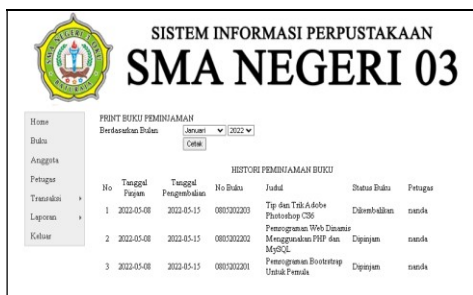 SISTEM INFORMASI PERPUSTAKAAN
SMA NEGERI 03
Home
Buku
Anggota
Petugas
Transaksi
Laporan
Keluar
PRINT BUKU PEMINJAMAN
Berdasarkan Bulan Januari 2022
Cetak
HISTORI PEMINJAMAN BUKU
No Tanggal Pinjam Tanggal Pengembalian No Buku Judul Status Buku Petugas
1 2022-05-08 2022-05-15 0805202203 Tip dan Trik Adobe Photoshop CS6 Dikembalikan nanda
2 2022-05-08 2022-05-15 0805202202 Pemrograman Web Dinamis Menggunakan PHP dan MySQL Dipinjam nanda
3 2022-05-08 2022-05-15 0805202201 Pemrograman Bootstrap Untuk Pemula Dipinjam nanda